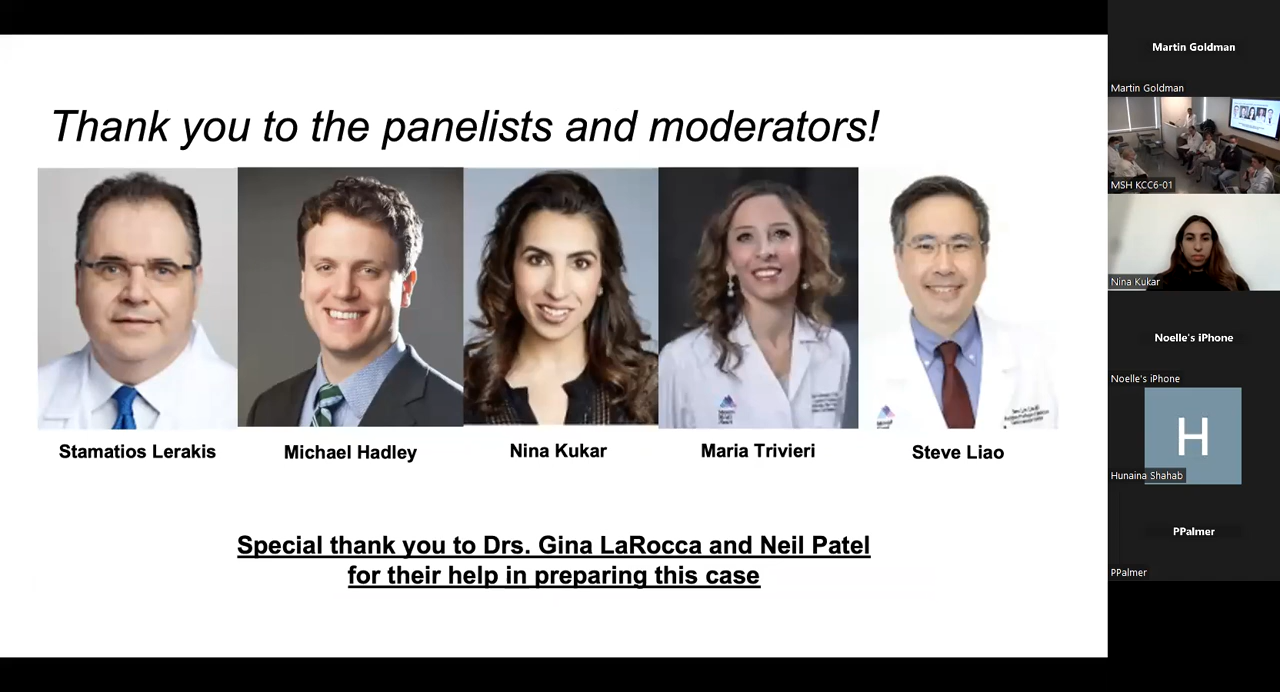 Thank you to the panelists and moderators!
Stamatios Lerakis
Michael Hadley
Nina Kukar
Maria Trivieri
Steve Liao
Special thank you to Drs. Gina LaRocca and Neil Patel
for their help in preparing this case
Martin Goldman
Martin Goldman
MSH KCC6-01
Nina Kukar
Noelle's iPhone
Noelle's iPhone
H
Hunaina Shahab
PPalmer
PPalmer